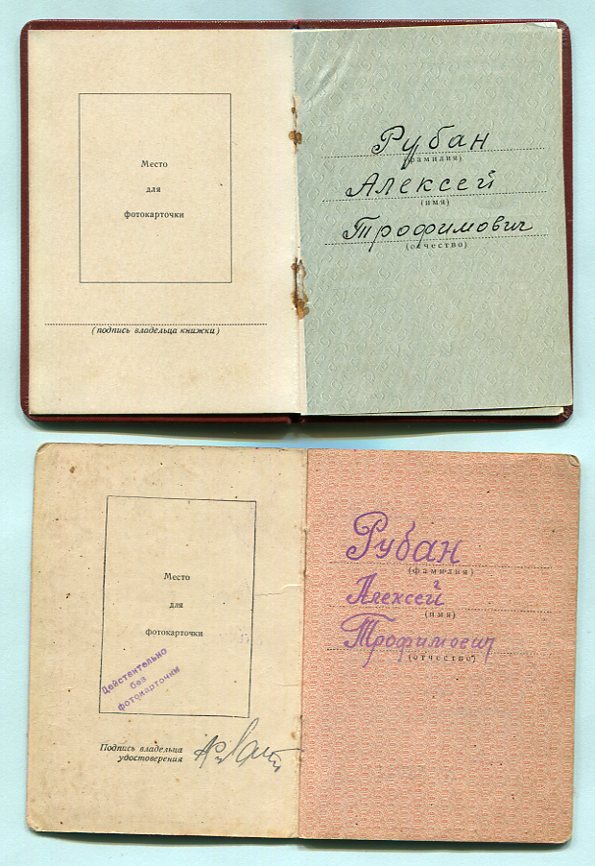 Место
для
фотокарточки
(подпись владельца книжки)
Рубан
(фамилия)
Алексей
(имя)
Трофимович
(отчество)
Место
для
фотокарточки
Действительно
без
фотокарточки
Подпись владельца
удостоверения
Рубан
(фамилия)
Алексей
(имя)
Трофимович
(отчество)